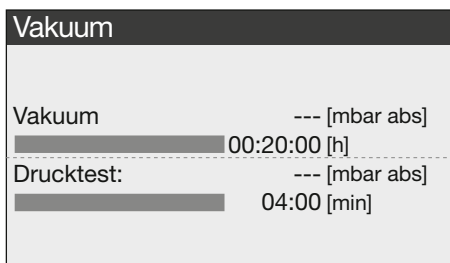 Vakuum
Vakuum --- [mbar abs]
00:20:00 [h]
Drucktest: --- [mbar abs]
04:00 [min]